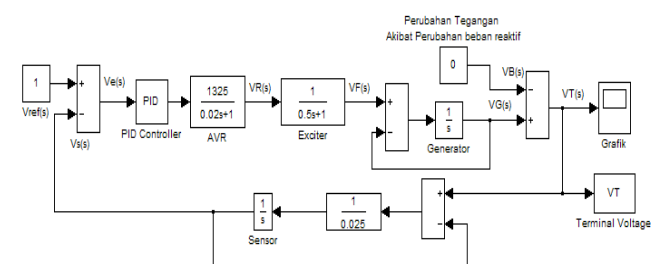 Perubahan Tegangan
Akibat Perubahan beban reaktif
1
Vref(s)
+
-
Ve(s)
Vs(s)
PID
PID Controller
1325
0.02s+1
AVR
VR(s)
1
0.5s+1
Exciter
VF(s)
+
-
1
s
Generator
0
VB(s)
VG(s)
-
+
VT(s)
Grafik
VT
Terminal Voltage
+
-
1
0.025
1
s
Sensor